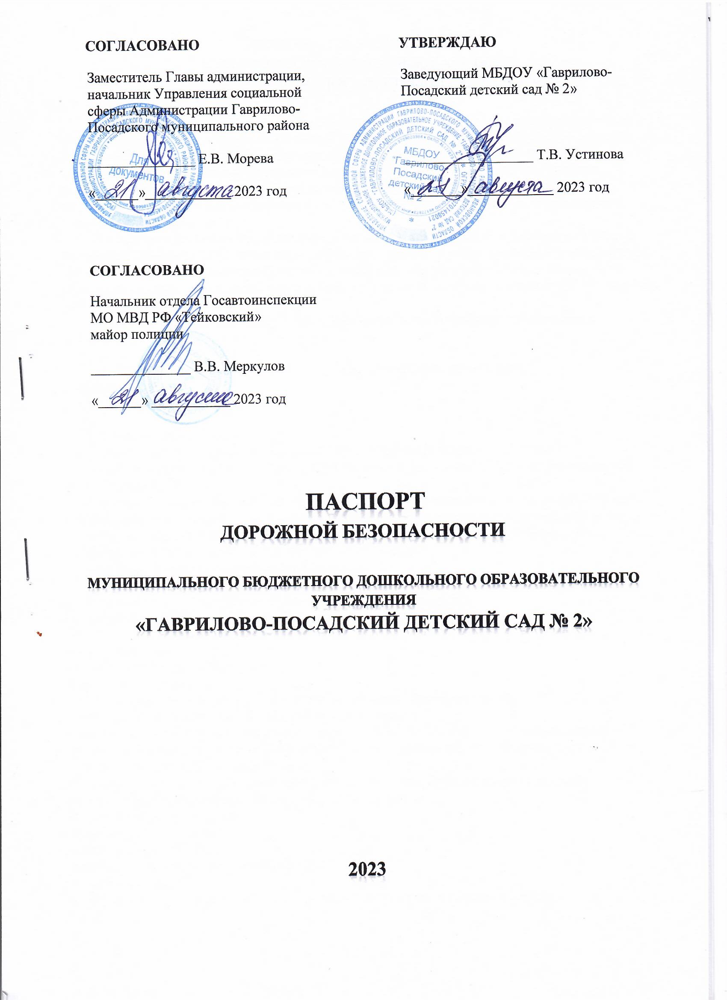 СОГЛАСОВАНО
Заместитель Главы администрации,
начальник Управления социальной
сферы Администрации Гаврилово-
Посадского муниципального района
Е.В. Морева
«21» августа 2023 год
Для
документов
УТВЕРЖДАЮ
Заведующий МБДОУ «Гаврилово-
Посадский детский сад № 2»
Т.В. Устинова
«21» августа 2023 год
МБДОУ
"Гаврилово-
Посадский
детский сад
№ 2"
СОГЛАСОВАНО
Начальник отдела Госавтоинспекции
МО МВД РФ «Тейковский»
майор полиции
В.В. Меркулов
«21» августа 2023 год
ПАСПОРТ
ДОРОЖНОЙ БЕЗОПАСНОСТИ
МУНИЦИПАЛЬНОГО БЮДЖЕТНОГО ДОШКОЛЬНОГО ОБРАЗОВАТЕЛЬНОГО
УЧРЕЖДЕНИЯ
«ГАВРИЛОВО-ПОСАДСКИЙ ДЕТСКИЙ САД № 2»
2023